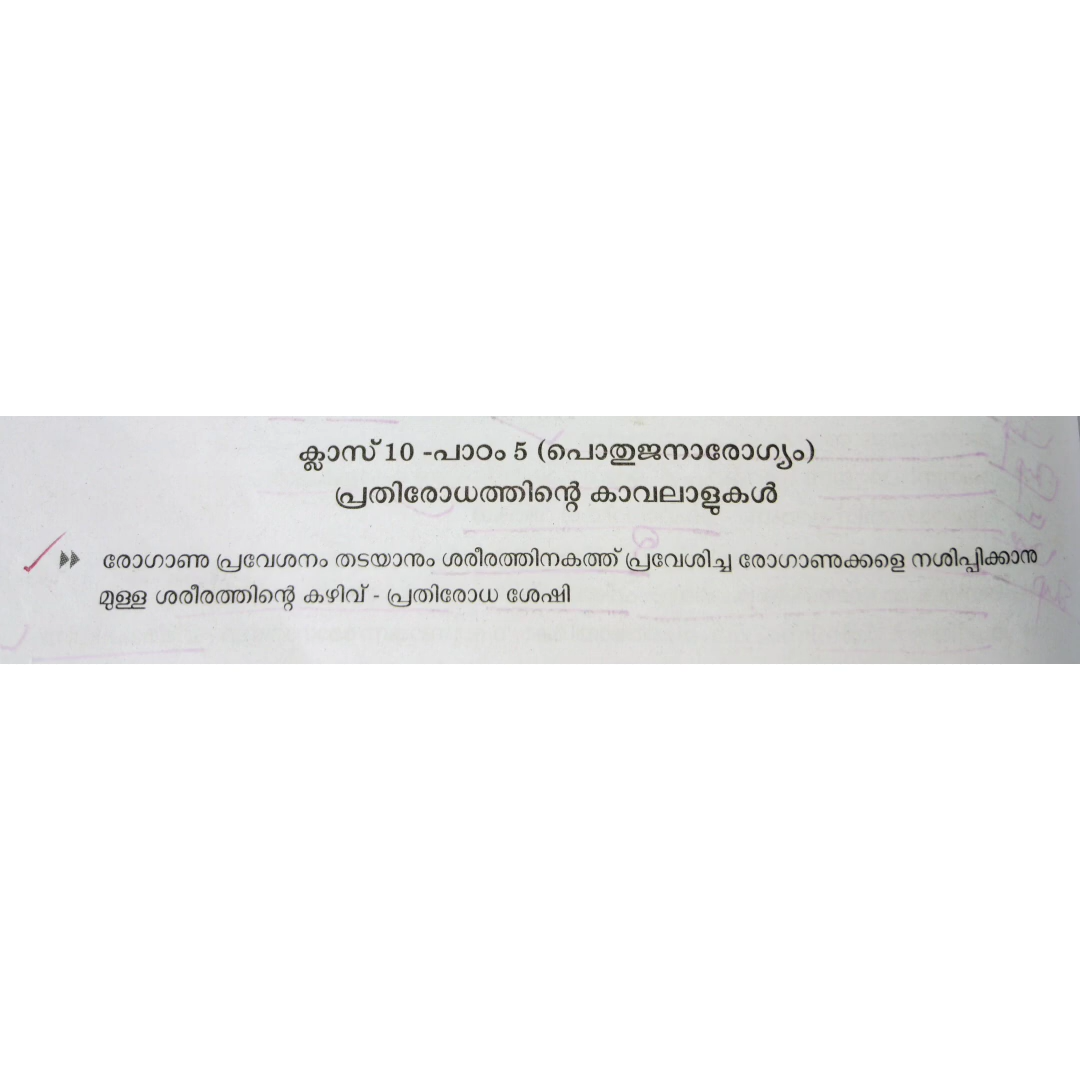 ക്ലാസ് 10 -പാഠം 5 (പൊതുജനാരോഗ്യം)
പ്രതിരോധത്തിന്റെ കാവലാളുകൾ
രോഗാണു പ്രവേശനം തടയാനും ശരീരത്തിനകത്ത് പ്രവേശിച്ച രോഗാണുക്കളെ നശിപ്പിക്കാനു
മുള്ള ശരീരത്തിന്റെ കഴിവ് - പ്രതിരോധ ശേഷി